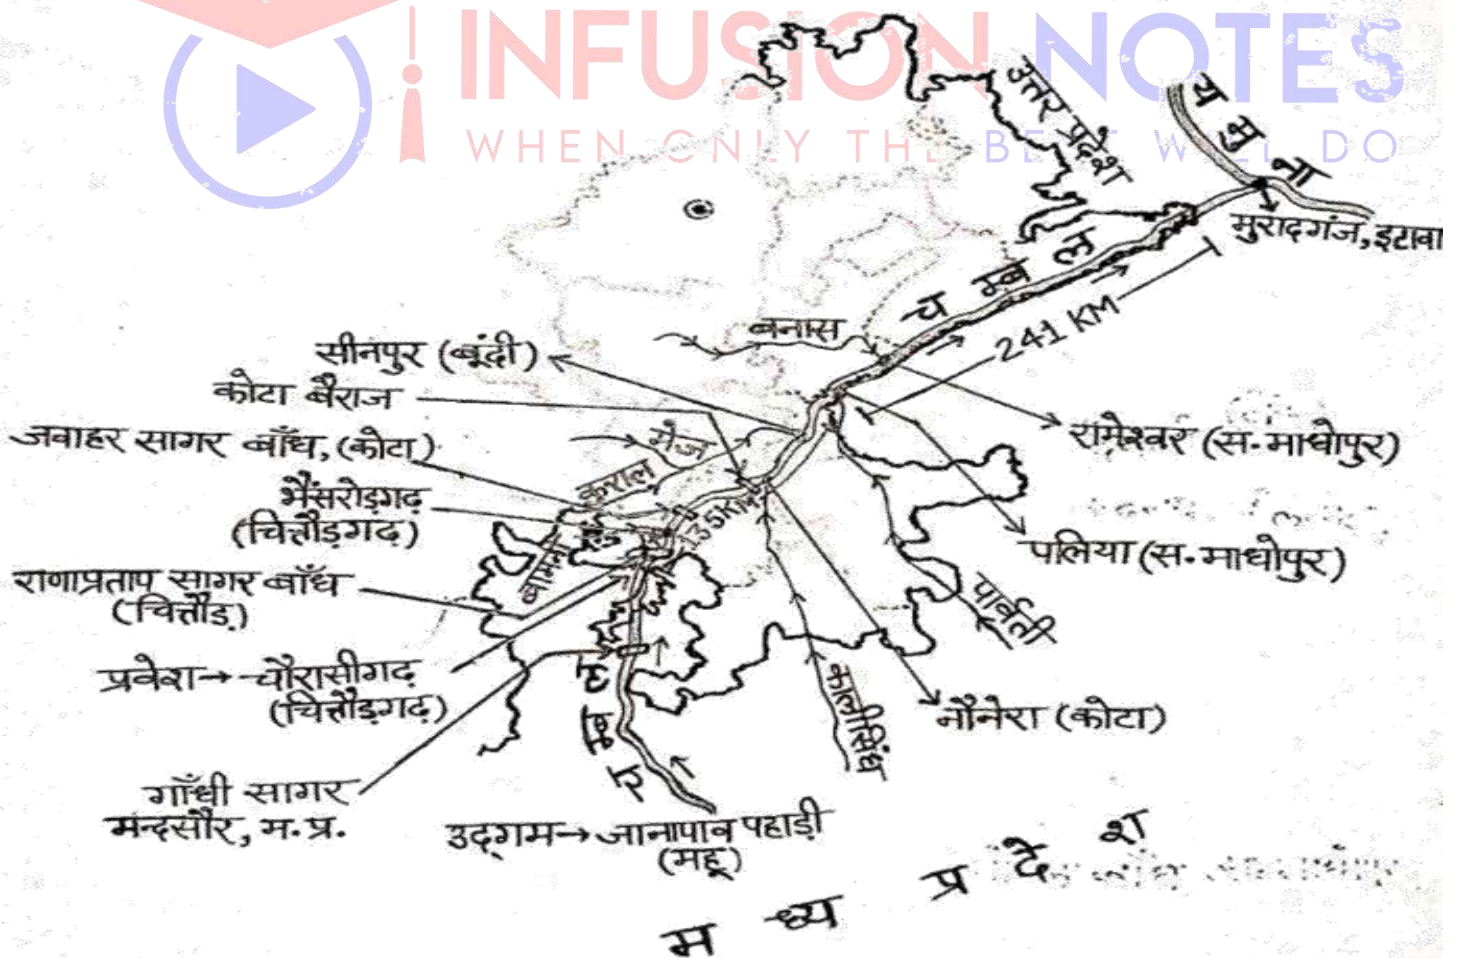 INFUSION NOTES
WHEN ONLY THE BEST WILL DO
उत्तर प्रदेश
यमुना
मुरादगंज, इटावा
चम्बल
241 KM
बनास
सीनपुर (बूंदी)
कोटा बैराज
जवाहर सागर बाँध, (कोटा)
मेज
कुराल
रामेश्वर (स.माधोपुर)
भैंसरोड़गढ़
(चित्तौड़गढ़)
135KM
बामनी
पलिया (स.माधोपुर)
राणाप्रताप सागर बाँध
(चित्तौड़)
पार्वती
प्रवेश→चौरासीगढ़
(चित्तौड़गढ़)
चम्बल
कालीसिंध
नौनेरा (कोटा)
गाँधी सागर
मन्दसौर, म.प्र.
उद्गम→जानापाव पहाड़ी
(महू)
मध्य प्रदेश